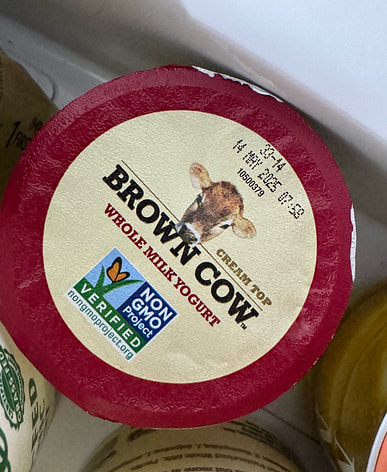 33-14
14 MAY 2025 07:53
10500379
BROWN COW™
CREAM TOP
WHOLE MILK YOGURT
NON
GMO
Project
VERIFIED
nongmoproject.org